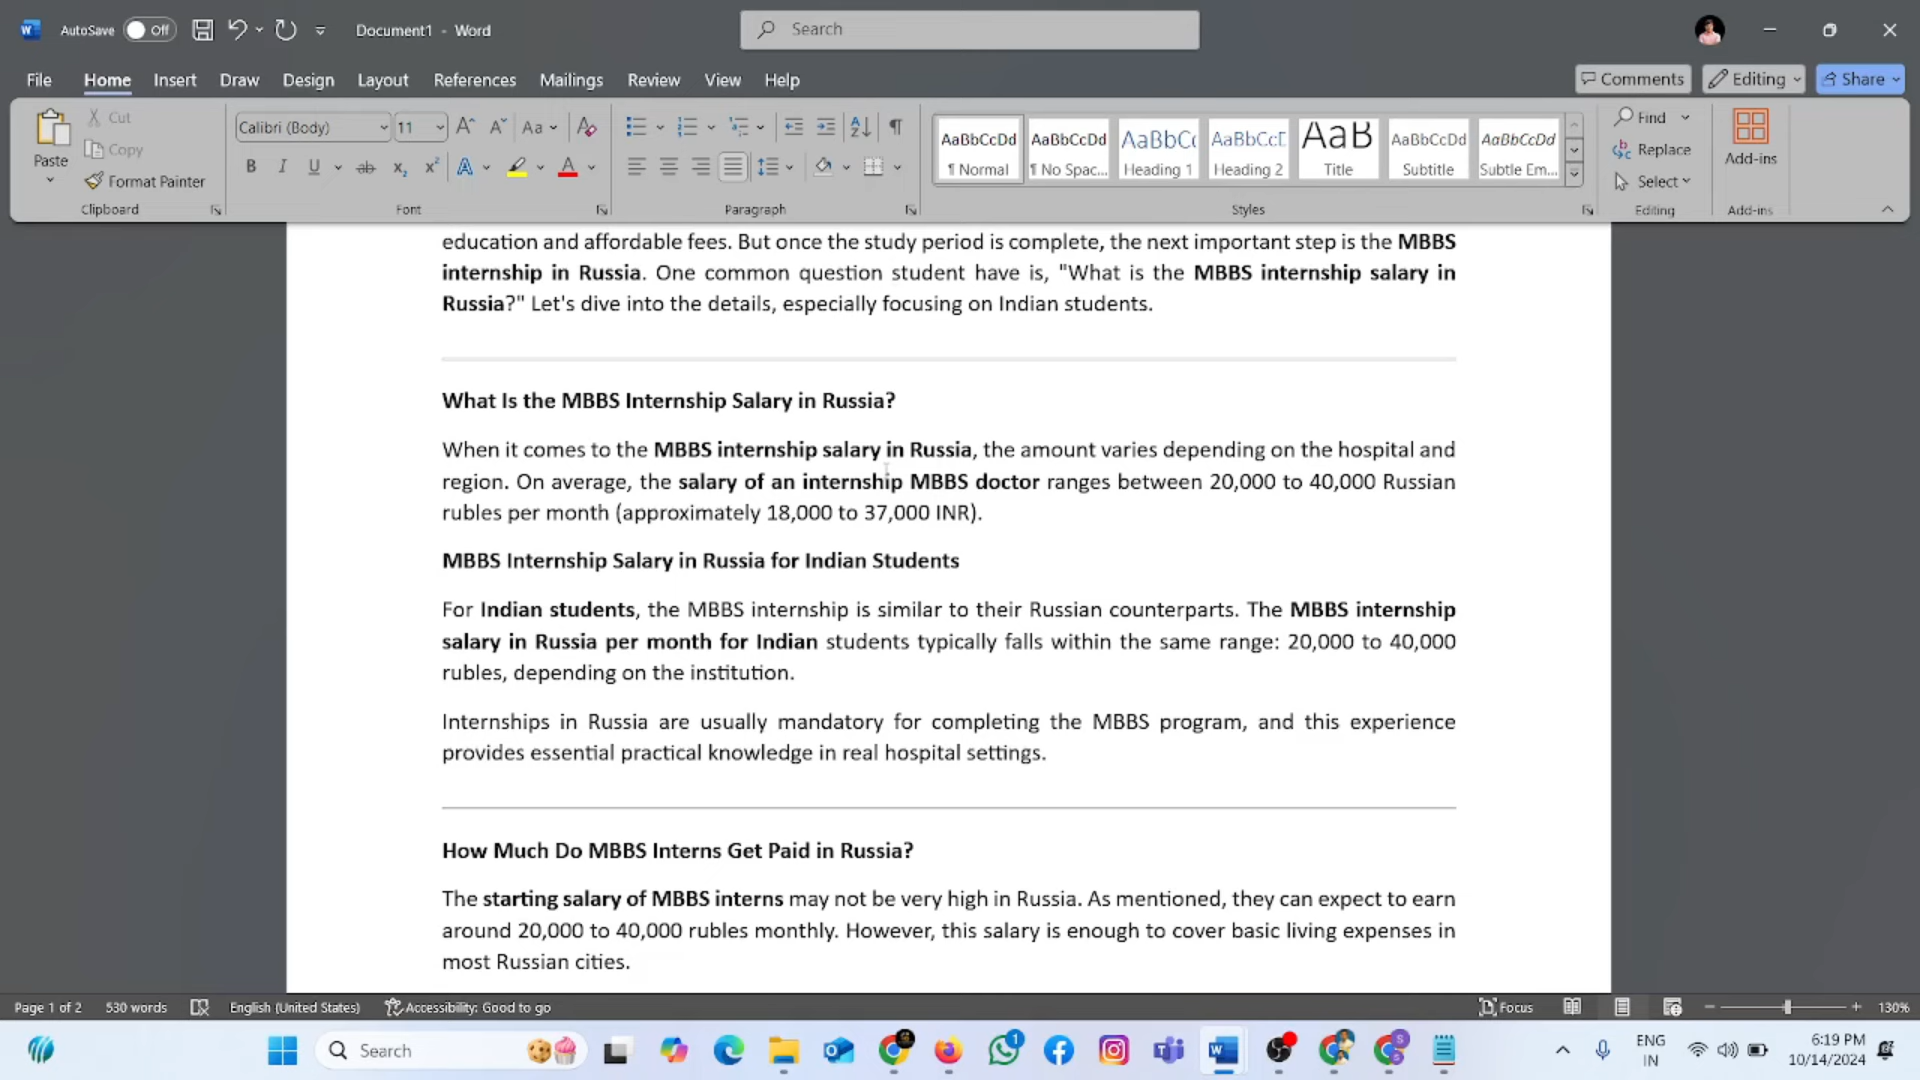 AutoSave Off Document1 - Word Search
File Home Insert Draw Design Layout References Mailings Review View Help Comments Editing Share
Paste Cut Copy Format Painter Clipboard
Calibri (Body) 11 Aa Font
Paragraph
AaBbCcDd ¶ Normal
AaBbCcDd ¶ No Spac...
AaBbC( Heading 1
AaBbCcE Heading 2
AaB Title
AaBbCcDd Subtitle
AaBbCcDd Subtle Em...
Styles
Find
Replace
Select
Editing
Add-ins
Add-ins
education and affordable fees. But once the study period is complete, the next important step is the MBBS
internship in Russia. One common question student have is, "What is the MBBS internship salary in
Russia?" Let's dive into the details, especially focusing on Indian students.
What Is the MBBS Internship Salary in Russia?
When it comes to the MBBS internship salary in Russia, the amount varies depending on the hospital and
region. On average, the salary of an internship MBBS doctor ranges between 20,000 to 40,000 Russian
rubles per month (approximately 18,000 to 37,000 INR).
MBBS Internship Salary in Russia for Indian Students
For Indian students, the MBBS internship is similar to their Russian counterparts. The MBBS internship
salary in Russia per month for Indian students typically falls within the same range: 20,000 to 40,000
rubles, depending on the institution.
Internships in Russia are usually mandatory for completing the MBBS program, and this experience
provides essential practical knowledge in real hospital settings.
How Much Do MBBS Interns Get Paid in Russia?
The starting salary of MBBS interns may not be very high in Russia. As mentioned, they can expect to earn
around 20,000 to 40,000 rubles monthly. However, this salary is enough to cover basic living expenses in
most Russian cities.
Page 1 of 2 530 words English (United States) Accessibility: Good to go Focus 130%
Search 1 ENG 6:19 PM
IN 10/14/2024